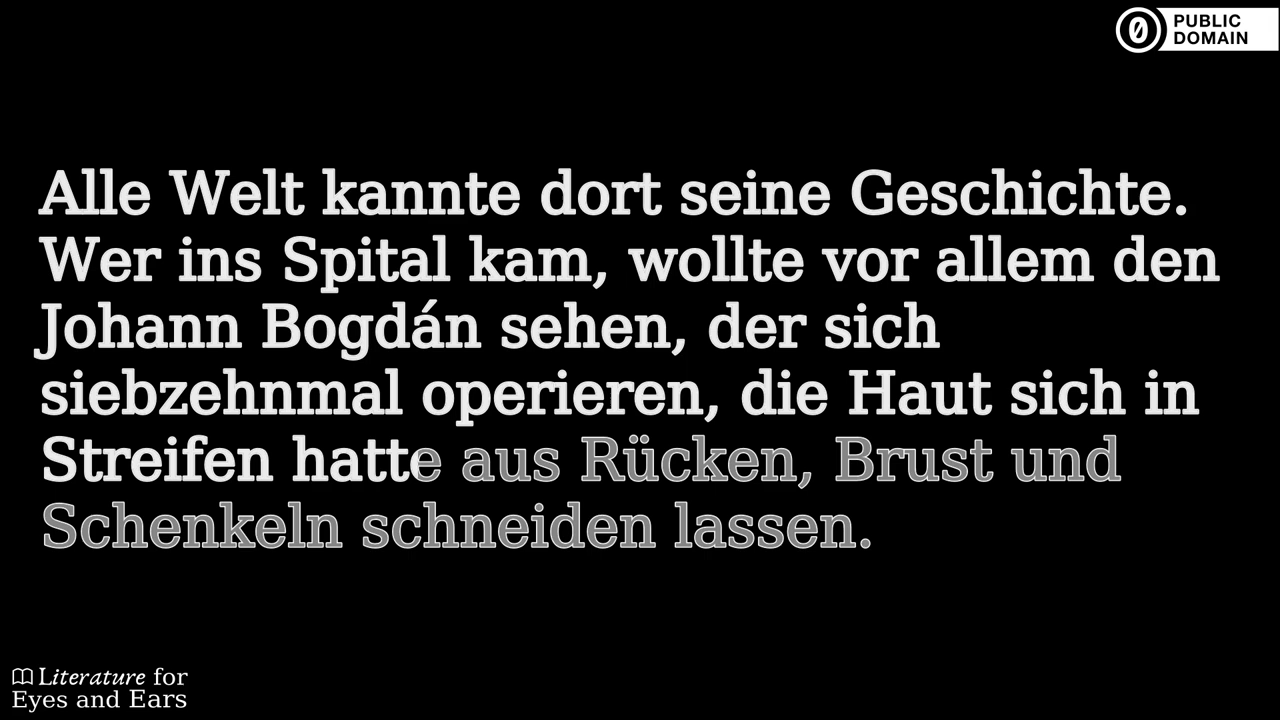 PUBLIC
DOMAIN
Alle Welt kannte dort seine Geschichte.
Wer ins Spital kam, wollte vor allem den
Johann Bogdán sehen, der sich
siebzehnmal operieren, die Haut sich in
Streifen hatte aus Rücken, Brust und
Schenkeln schneiden lassen.
Literature for
Eyes and Ears